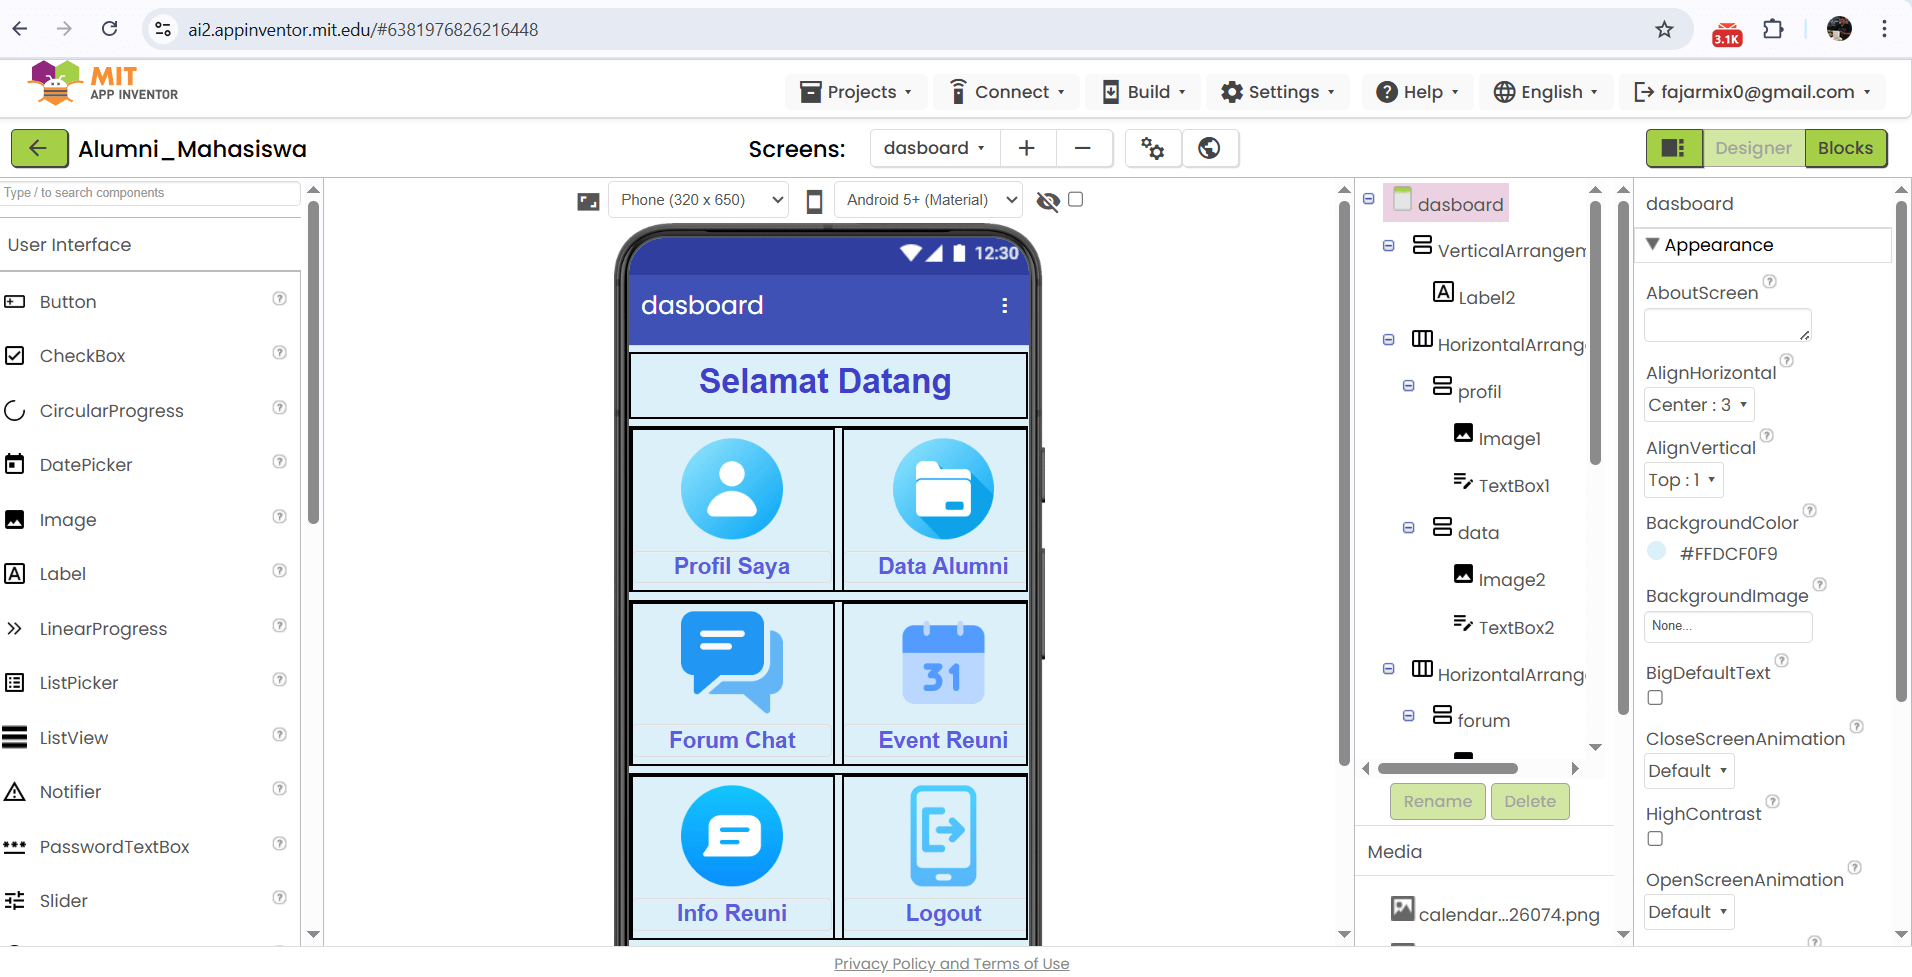 ai2.appinventor.mit.edu/#6381976826216448
3.1K
MIT
APP INVENTOR
Projects
Connect
Build
Settings
Help
English
fajarmix0@gmail.com
Alumni_Mahasiswa
Screens:
dasboard
Designer
Blocks
Type / to search components
User Interface
Button
CheckBox
CircularProgress
DatePicker
Image
Label
LinearProgress
ListPicker
ListView
Notifier
PasswordTextBox
Slider
Phone (320 x 650)
Android 5+ (Material)
12:30
dasboard
Selamat Datang
Profil Saya
Data Alumni
31
Forum Chat
Event Reuni
Info Reuni
Logout
dasboard
VerticalArrangem
Label2
HorizontalArrang
profil
Image1
TextBox1
data
Image2
TextBox2
HorizontalArrang
forum
Rename
Delete
Media
calendar...26074.png
dasboard
Appearance
AboutScreen
AlignHorizontal
Center : 3
AlignVertical
Top : 1
BackgroundColor
#FFDCF0F9
BackgroundImage
None...
BigDefaultText
CloseScreenAnimation
Default
HighContrast
OpenScreenAnimation
Default
Privacy Policy and Terms of Use